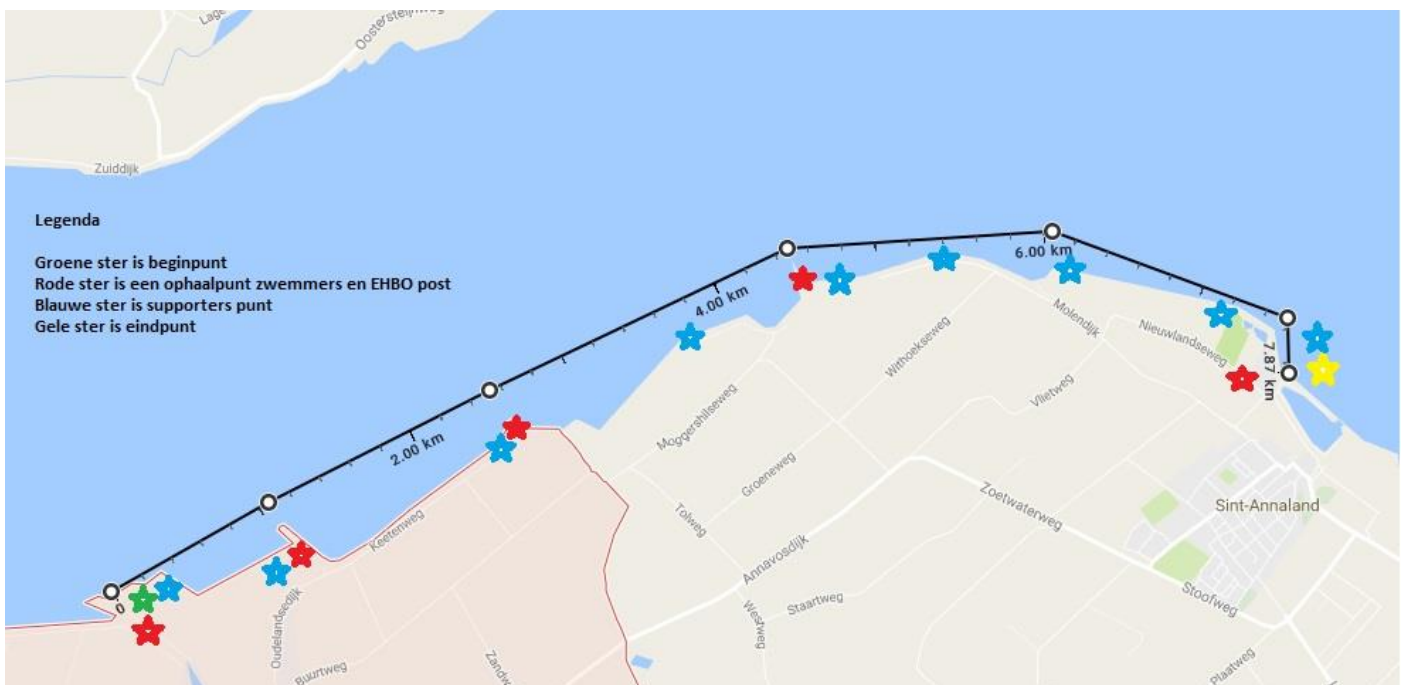 Lage
Oostersteijnweg
Zuiddijk
Legenda
Groene ster is beginpunt
Rode ster is een ophaalpunt zwemmers en EHBO post
Blauwe ster is supporters punt
Gele ster is eindpunt
6.00 km
4.00 km
Molendijk
Nieuwlandseweg
7.87 km
Withoekseweg
Vlietweg
Moggershilseweg
2.00 km
Groeneweg
Zoetwaterweg
Sint-Annaland
Tolweg
Keetenweg
Annavosdijk
Stoofweg
0
Staartweg
Westweg
Oudelandsedijk
Buurtweg
Zandw
Plaatweg